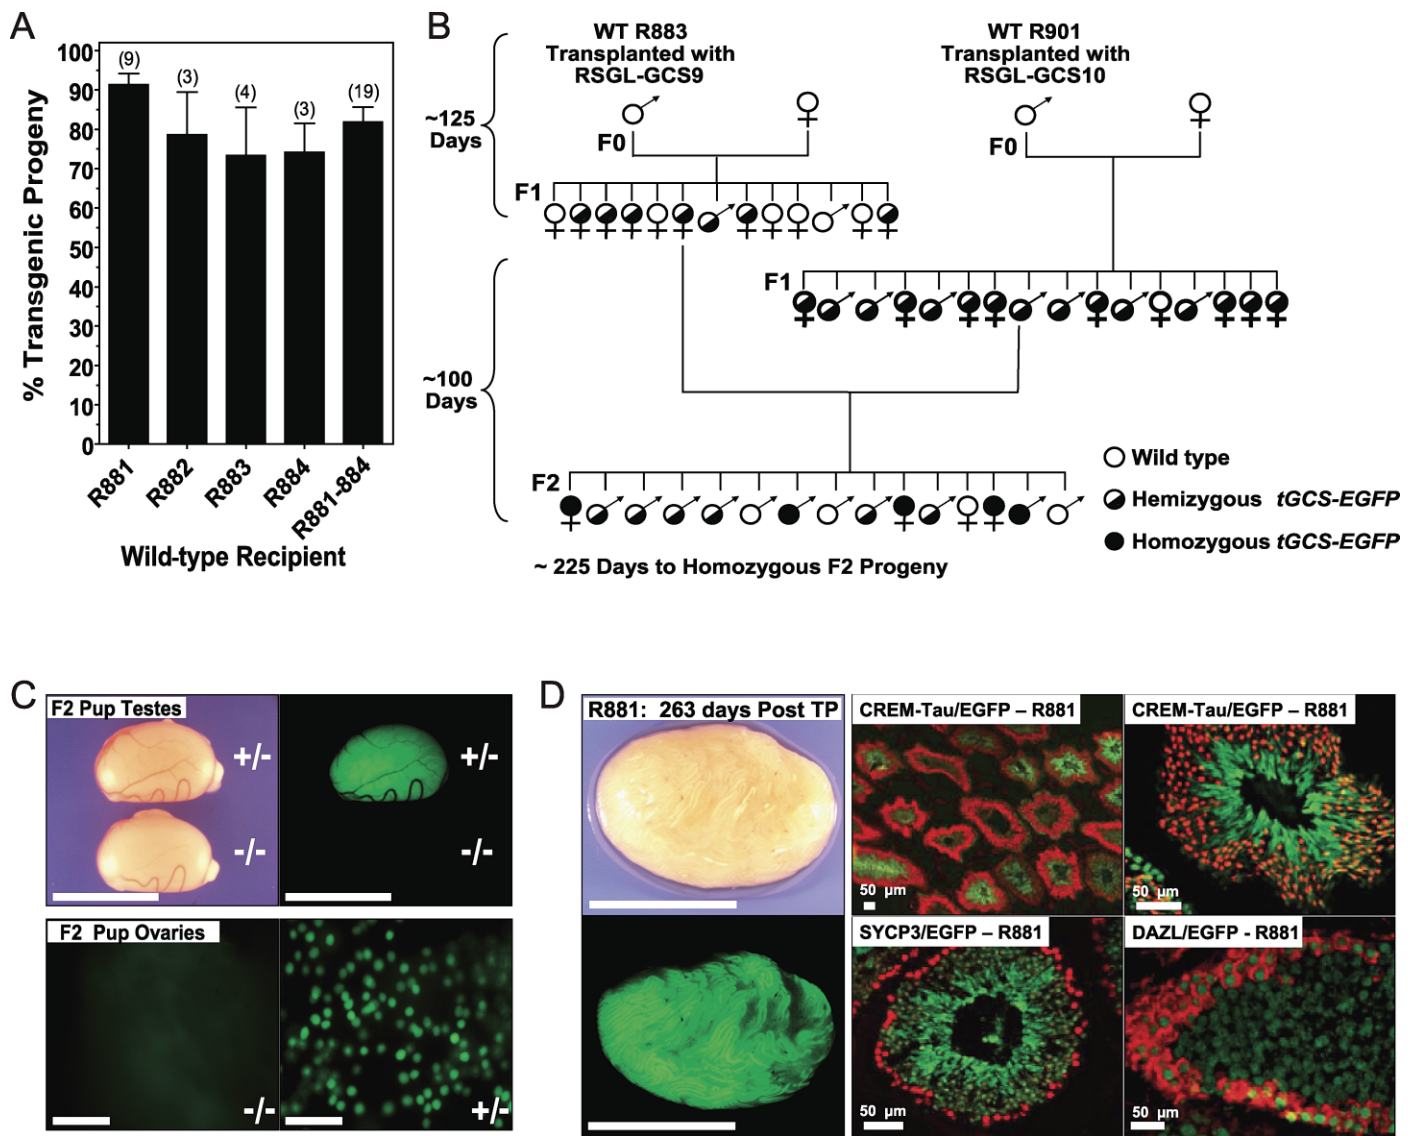 A
% Transgenic Progeny
100
90
80
70
60
50
40
30
20
10
0
(9)
(3)
(4)
(3)
(19)
R881
R882
R883
R884
R881-884
Wild-type Recipient
B
WT R883
Transplanted with
RSGL-GCS9
WT R901
Transplanted with
RSGL-GCS10
~125
Days
F0
F0
F1
F1
~100
Days
F2
Wild type
Hemizygous tGCS-EGFP
Homozygous tGCS-EGFP
~ 225 Days to Homozygous F2 Progeny
C
F2 Pup Testes
+/-
-/-
+/-
-/-
F2 Pup Ovaries
-/-
+/-
D
R881: 263 days Post TP
CREM-Tau/EGFP – R881
50 µm
CREM-Tau/EGFP – R881
50 µm
SYCP3/EGFP – R881
50 µm
DAZL/EGFP - R881
50 µm